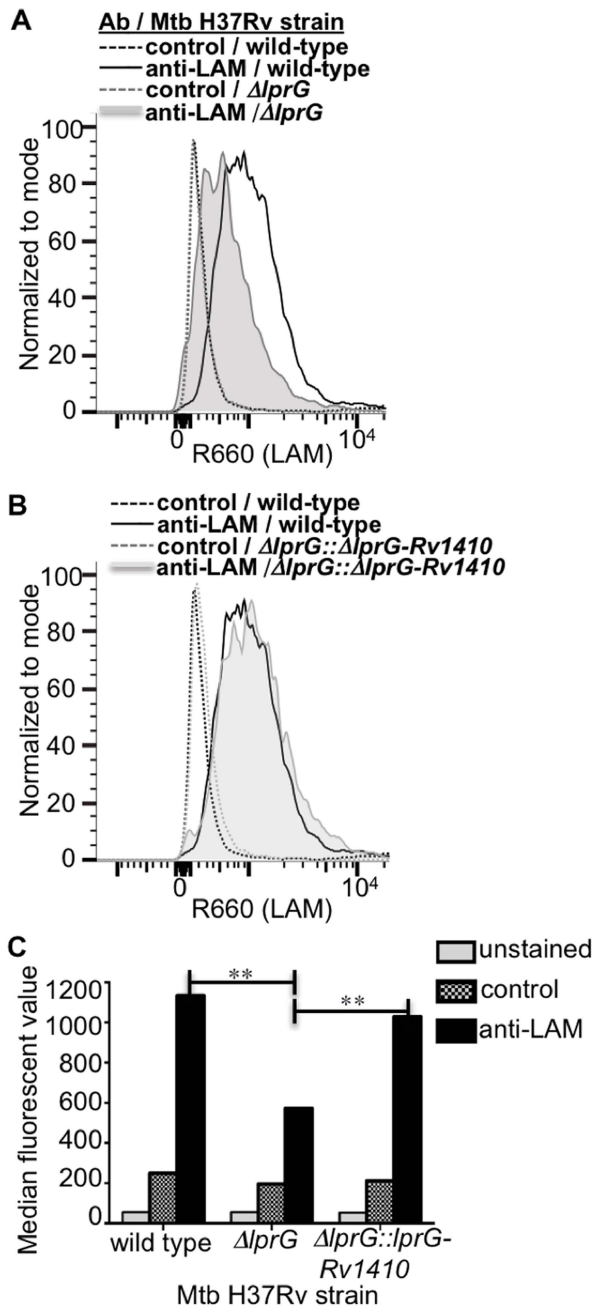 A
Ab / Mtb H37Rv strain
control / wild-type
anti-LAM / wild-type
control / ΔlprG
anti-LAM /ΔlprG
100
80
60
40
20
0
Normalized to mode
0
10⁴
R660 (LAM)
B
control / wild-type
anti-LAM / wild-type
control / ΔlprG::ΔlprG-Rv1410
anti-LAM /ΔlprG::ΔlprG-Rv1410
100
80
60
40
20
0
Normalized to mode
0
10⁴
R660 (LAM)
C
unstained
control
anti-LAM
**
**
1200
1000
800
600
400
200
0
Median fluorescent value
wild type
ΔlprG
ΔlprG::lprG-
Rv1410
Mtb H37Rv strain